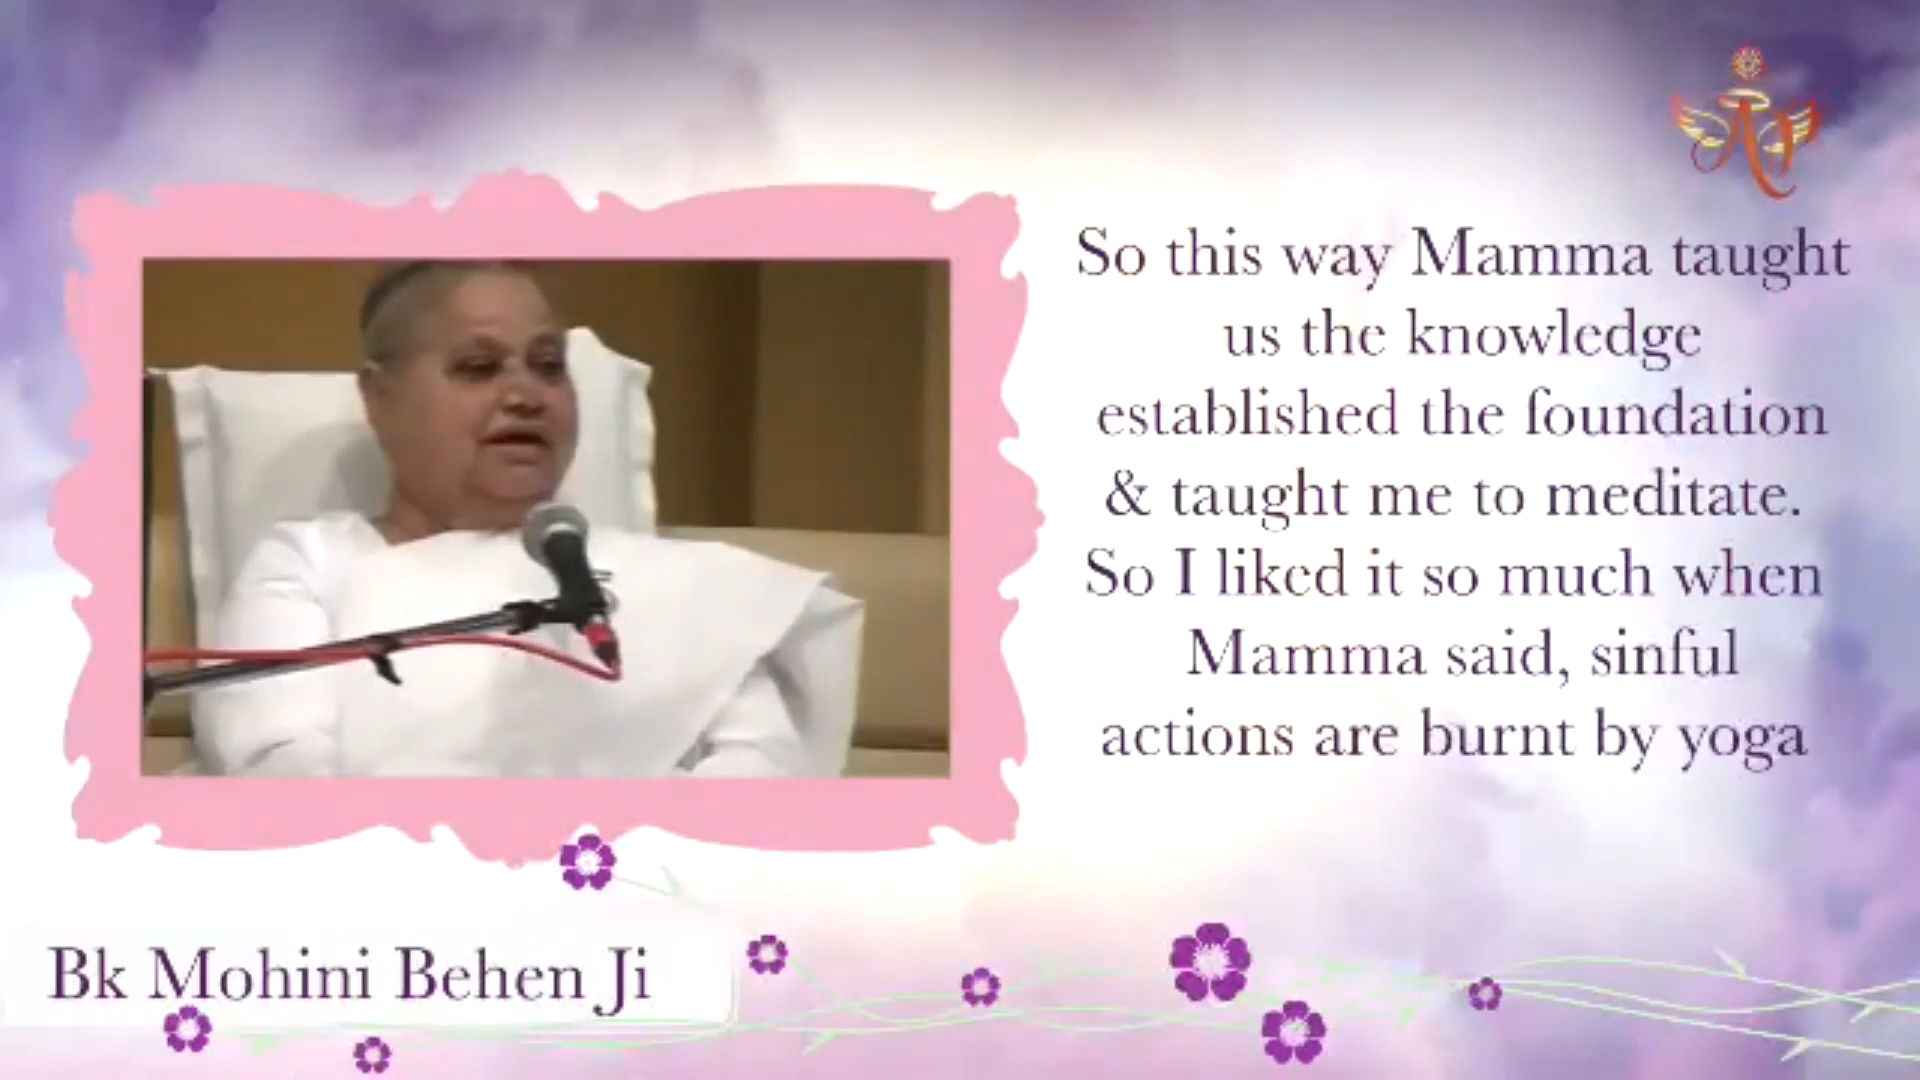 So this way Mamma taught
us the knowledge
established the foundation
& taught me to meditate.
So I liked it so much when
Mamma said, sinful
actions are burnt by yoga
Bk Mohini Behen Ji